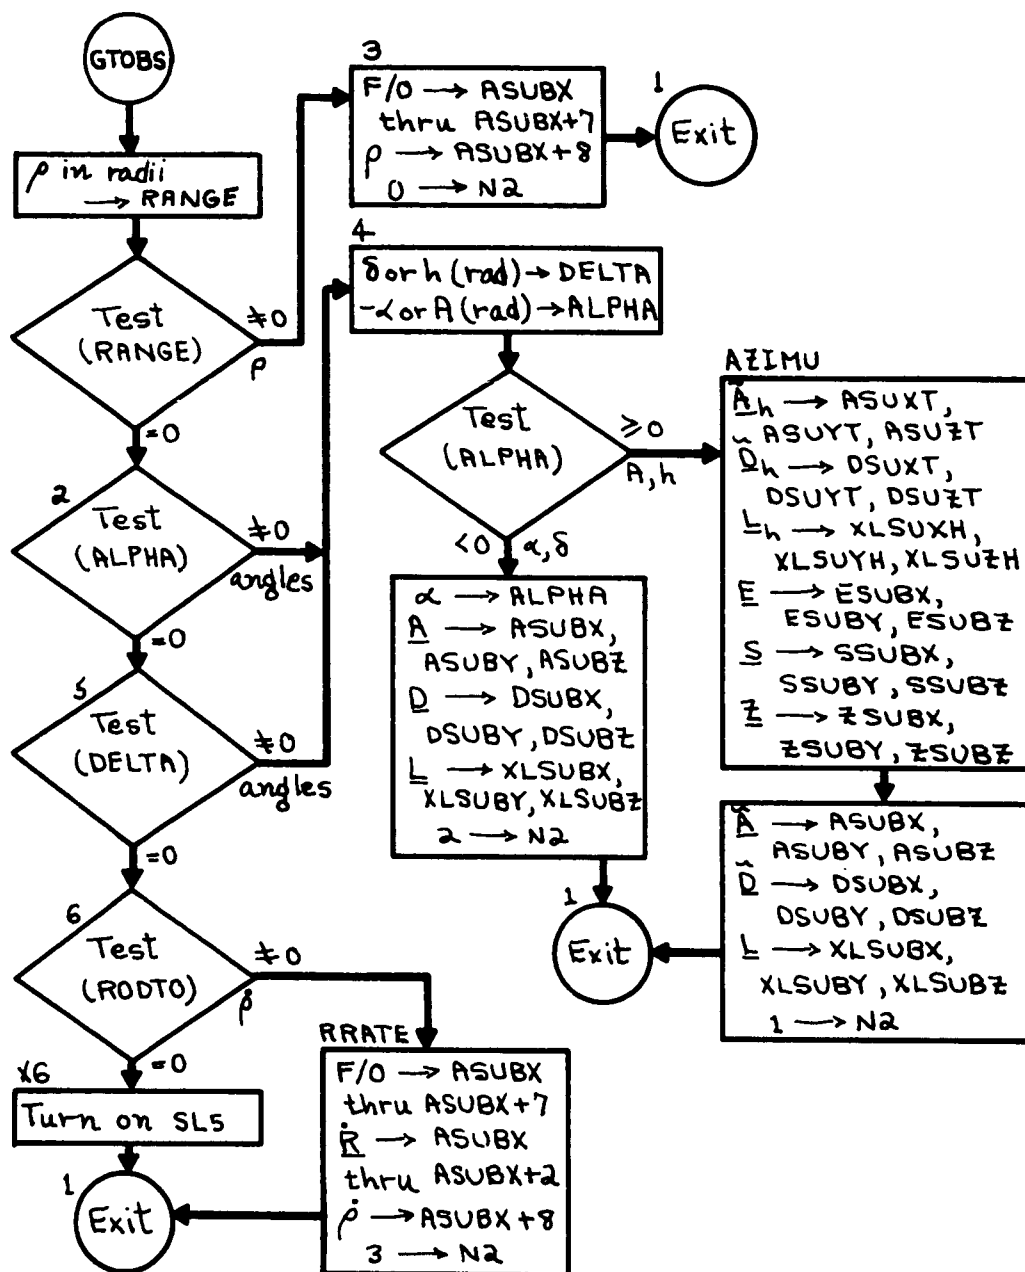 GTOBS
ρ in radii
→ RANGE
Test
(RANGE)
≠0
ρ
=0
2
Test
(ALPHA)
≠0
angles
=0
5
Test
(DELTA)
≠0
angles
=0
6
Test
(RODTO)
≠0
ρ̇
=0
X6
Turn on SL5
1
Exit
3
F/0 → ASUBX
thru ASUBX+7
ρ → ASUBX+8
0 → N2
1
Exit
4
δ or h (rad) → DELTA
-α or A (rad) → ALPHA
Test
(ALPHA)
≥0
A, h
<0
α, δ
α → ALPHA
A → ASUBX,
ASUBY, ASUBZ
D → DSUBX,
DSUBY, DSUBZ
L → XLSUBX,
XLSUBY, XLSUBZ
2 → N2
1
Exit
AZIMU
Ã_h → ASUXT,
ASUYT, ASUZT
D̃_h → DSUXT,
DSUYT, DSUZT
L_h → XLSUXH,
XLSUYH, XLSUZH
E → ESUBX,
ESUBY, ESUBZ
S → SSUBX,
SSUBY, SSUBZ
Z → ZSUBX,
ZSUBY, ZSUBZ
Ã → ASUBX,
ASUBY, ASUBZ
D̃ → DSUBX,
DSUBY, DSUBZ
L → XLSUBX,
XLSUBY, XLSUBZ
1 → N2
RRATE
F/0 → ASUBX
thru ASUBX+7
Ṙ → ASUBX
thru ASUBX+2
ρ̇ → ASUBX+8
3 → N2